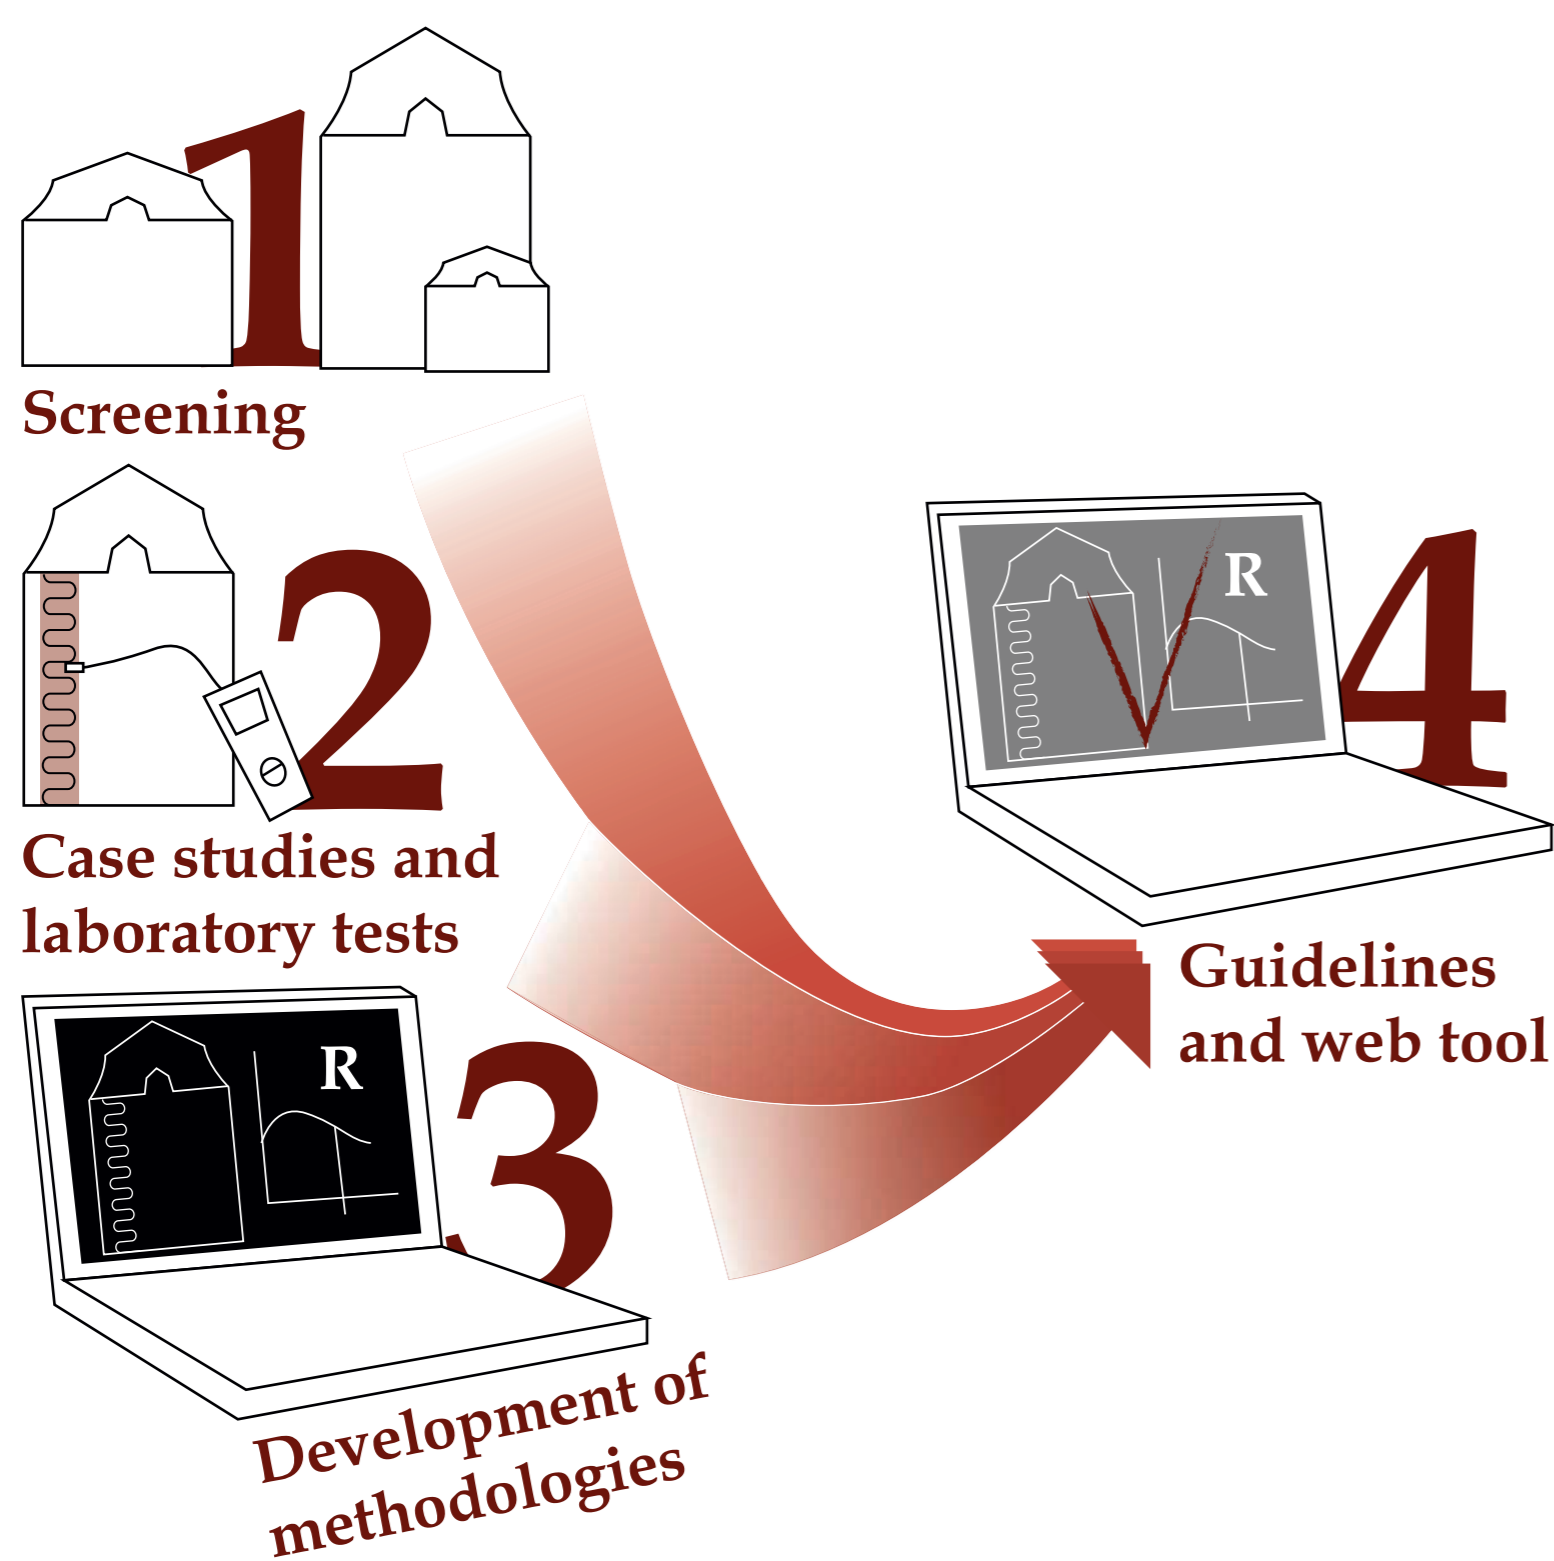 1
Screening
2
Case studies and
laboratory tests
R
3
Development of
methodologies
R
4
Guidelines
and web tool